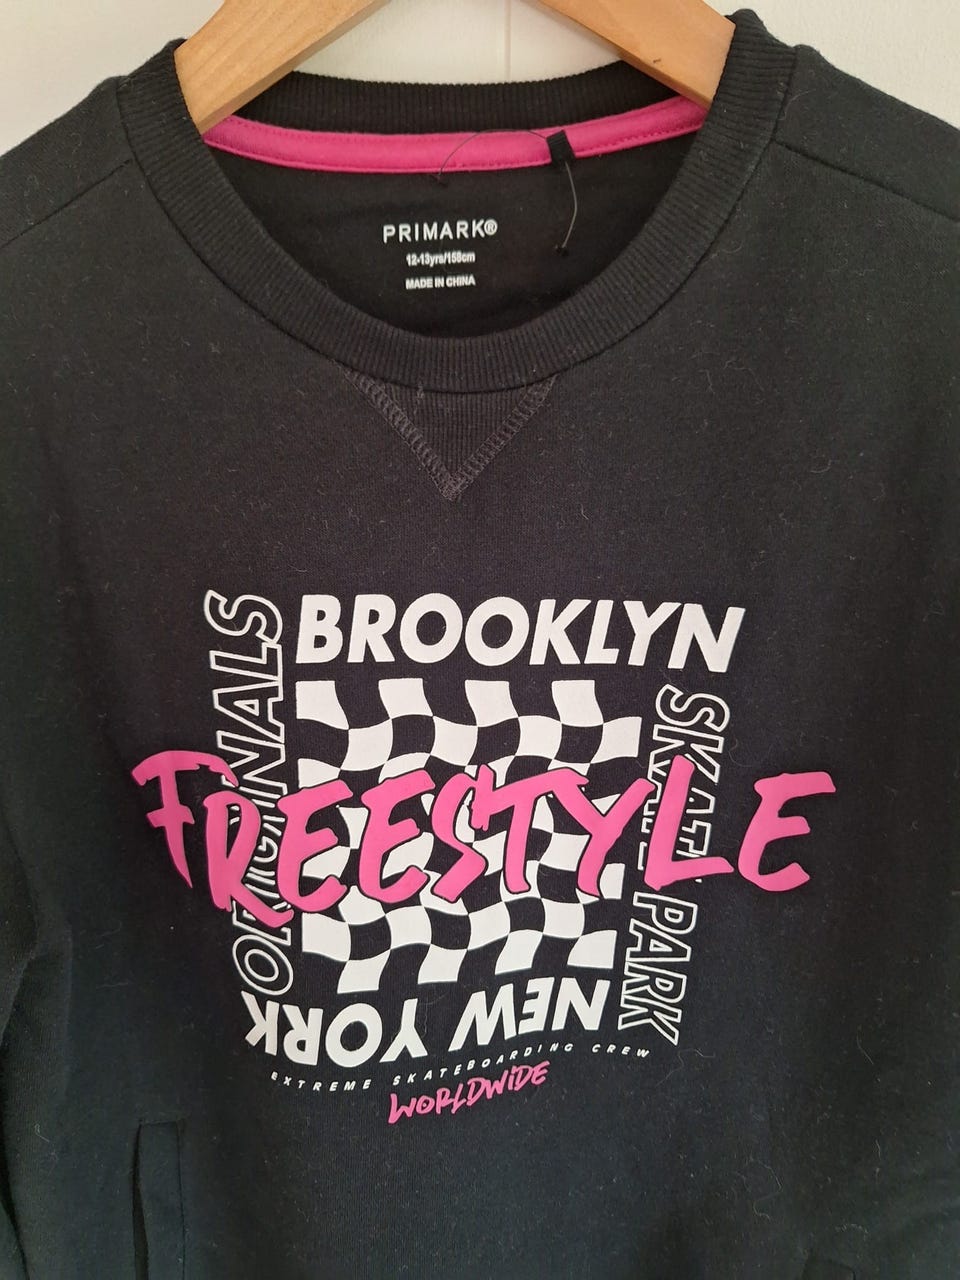 PRIMARK®
12-13yrs/158cm
MADE IN CHINA
BROOKLYN
SKATE PARK
NEW YORK
ORIGINALS
FREESTYLE
EXTREME SKATEBOARDING CREW
WORLDWiDE